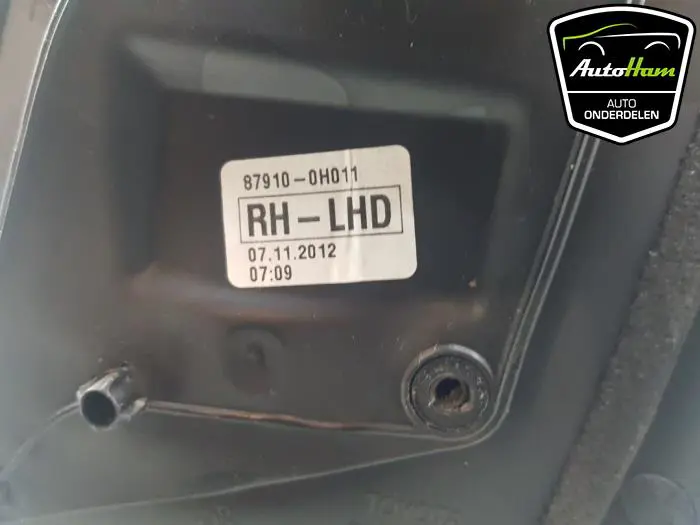 AutoHam
AUTO
ONDERDELEN
87910-0H011
RH-LHD
07.11.2012
07:09